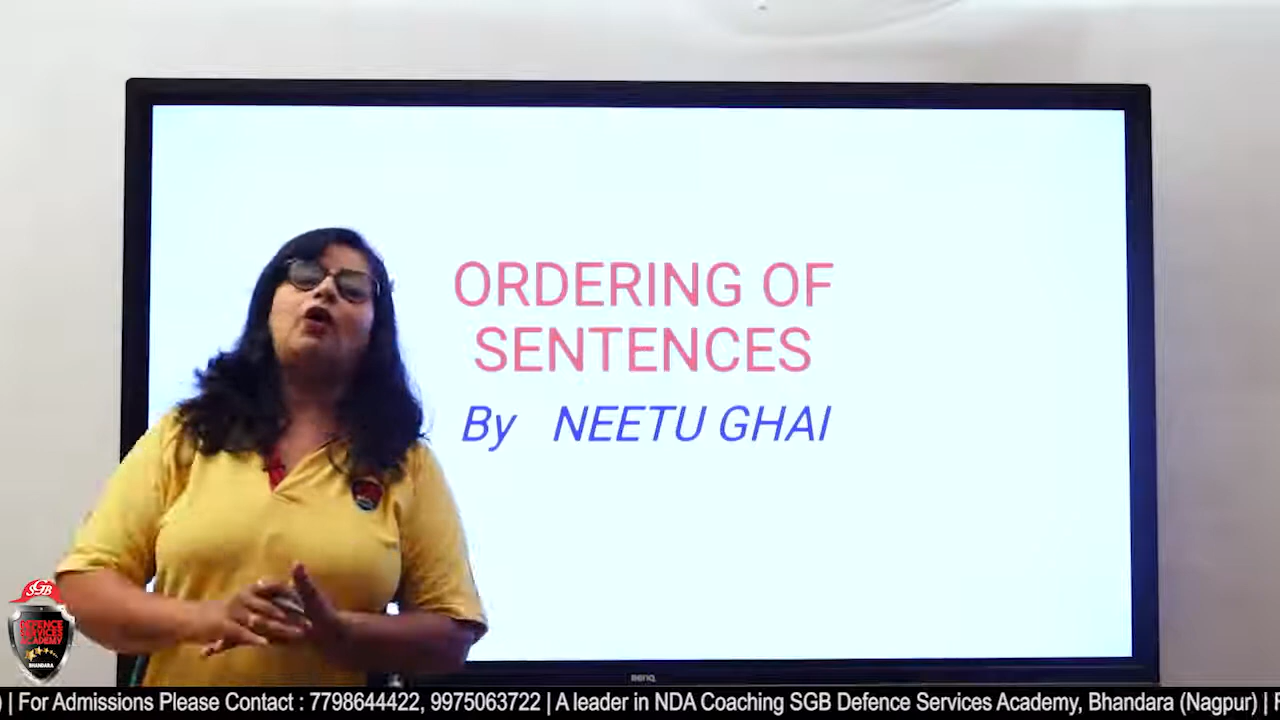 ORDERING OF
SENTENCES
By NEETU GHAI
SGB
DEFENCE
SERVICES
ACADEMY
BHANDARA
BENQ
) | For Admissions Please Contact : 7798644422, 9975063722 | A leader in NDA Coaching SGB Defence Services Academy, Bhandara (Nagpur) |